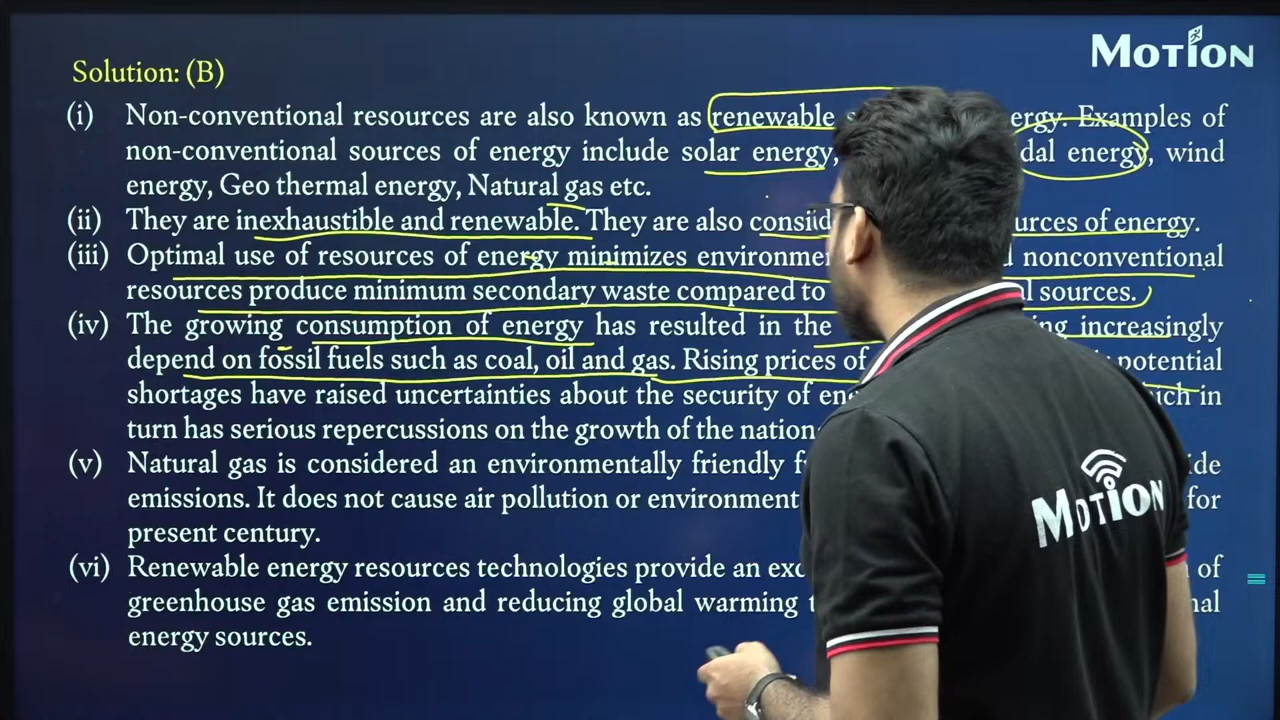 MOTION
Solution: (B)
(i) Non-conventional resources are also known as renewable ergy. Examples of
non-conventional sources of energy include solar energy, dal energy, wind
energy, Geo thermal energy, Natural gas etc.
(ii) They are inexhaustible and renewable. They are also consid urces of energy.
(iii) Optimal use of resources of energy minimizes environme nonconventional
resources produce minimum secondary waste compared to sources.
(iv) The growing consumption of energy has resulted in the increasingly
depend on fossil fuels such as coal, oil and gas. Rising prices of potential
shortages have raised uncertainties about the security of ene which in
turn has serious repercussions on the growth of the nation
(v) Natural gas is considered an environmentally friendly
emissions. It does not cause air pollution or environment for
present century.
(vi) Renewable energy resources technologies provide an exc of
greenhouse gas emission and reducing global warming
energy sources.
MOTION